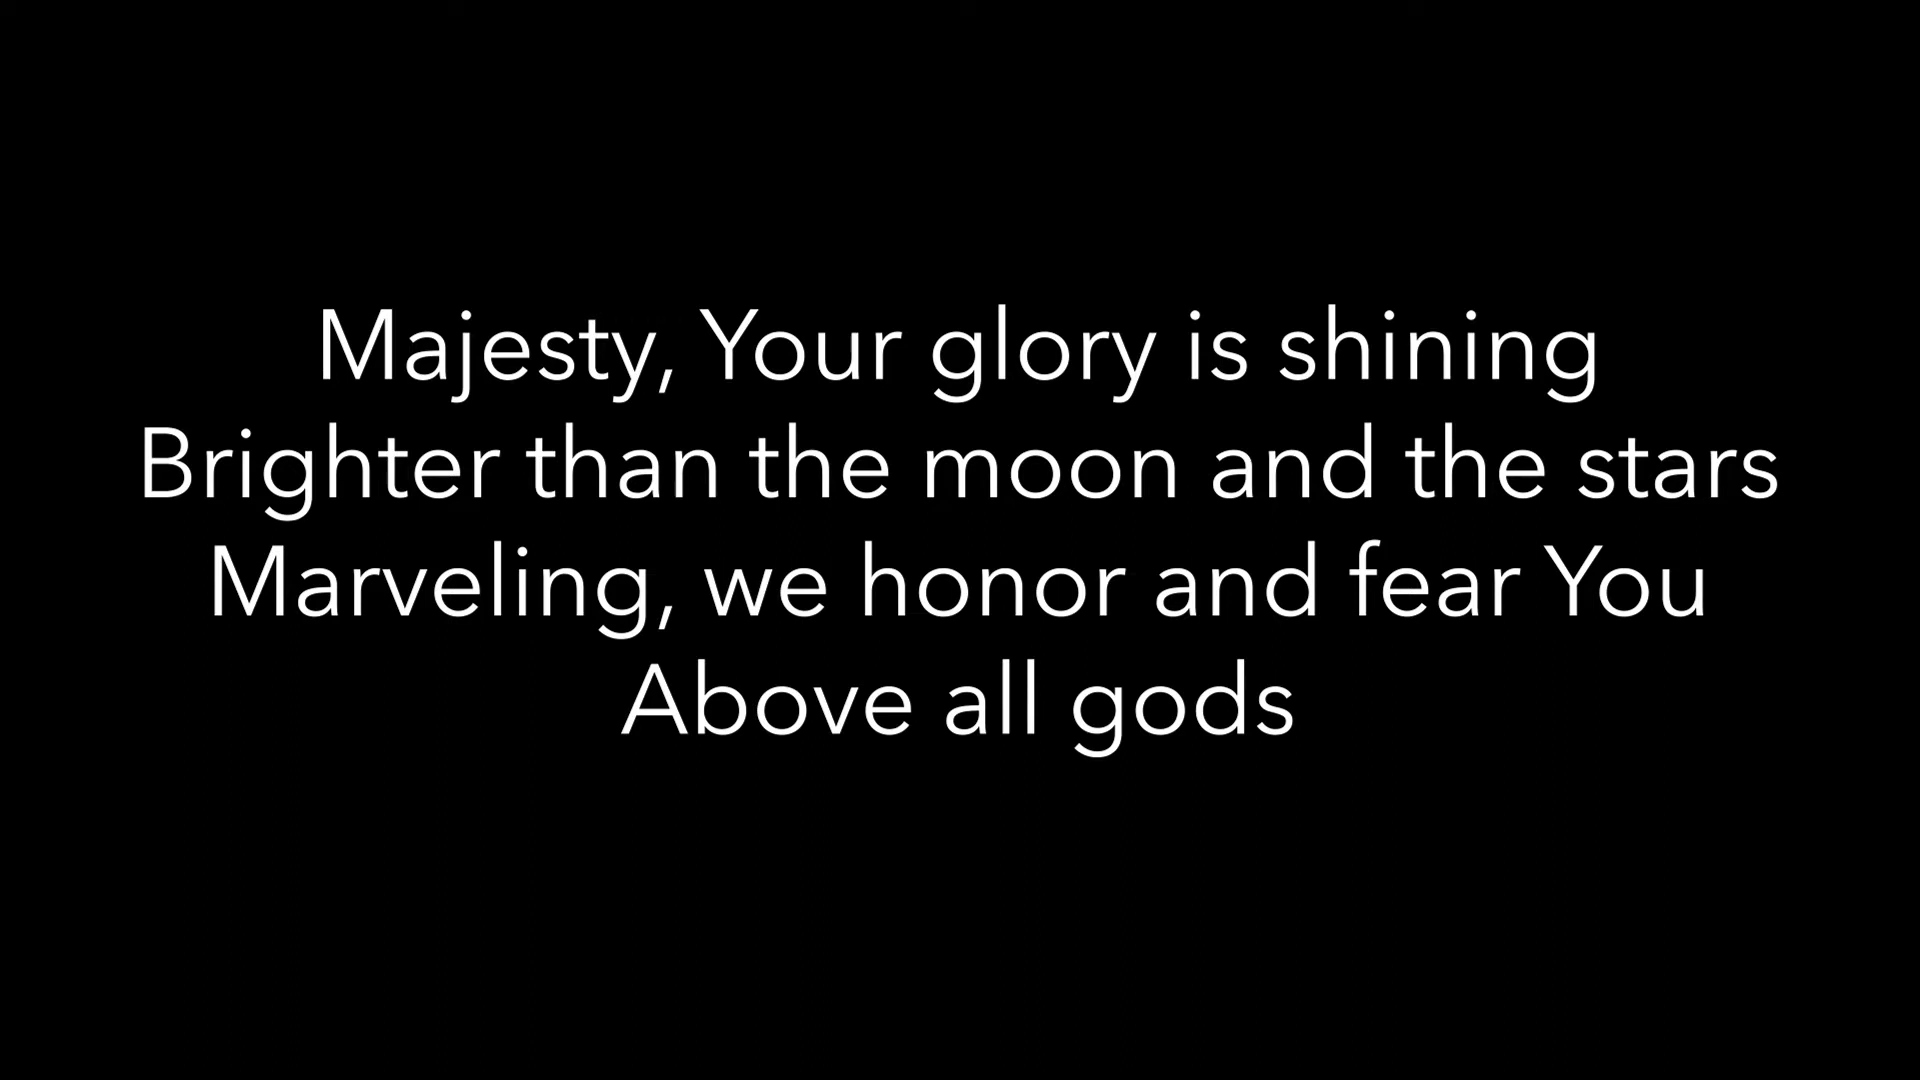 Majesty, Your glory is shining
Brighter than the moon and the stars
Marveling, we honor and fear You
Above all gods